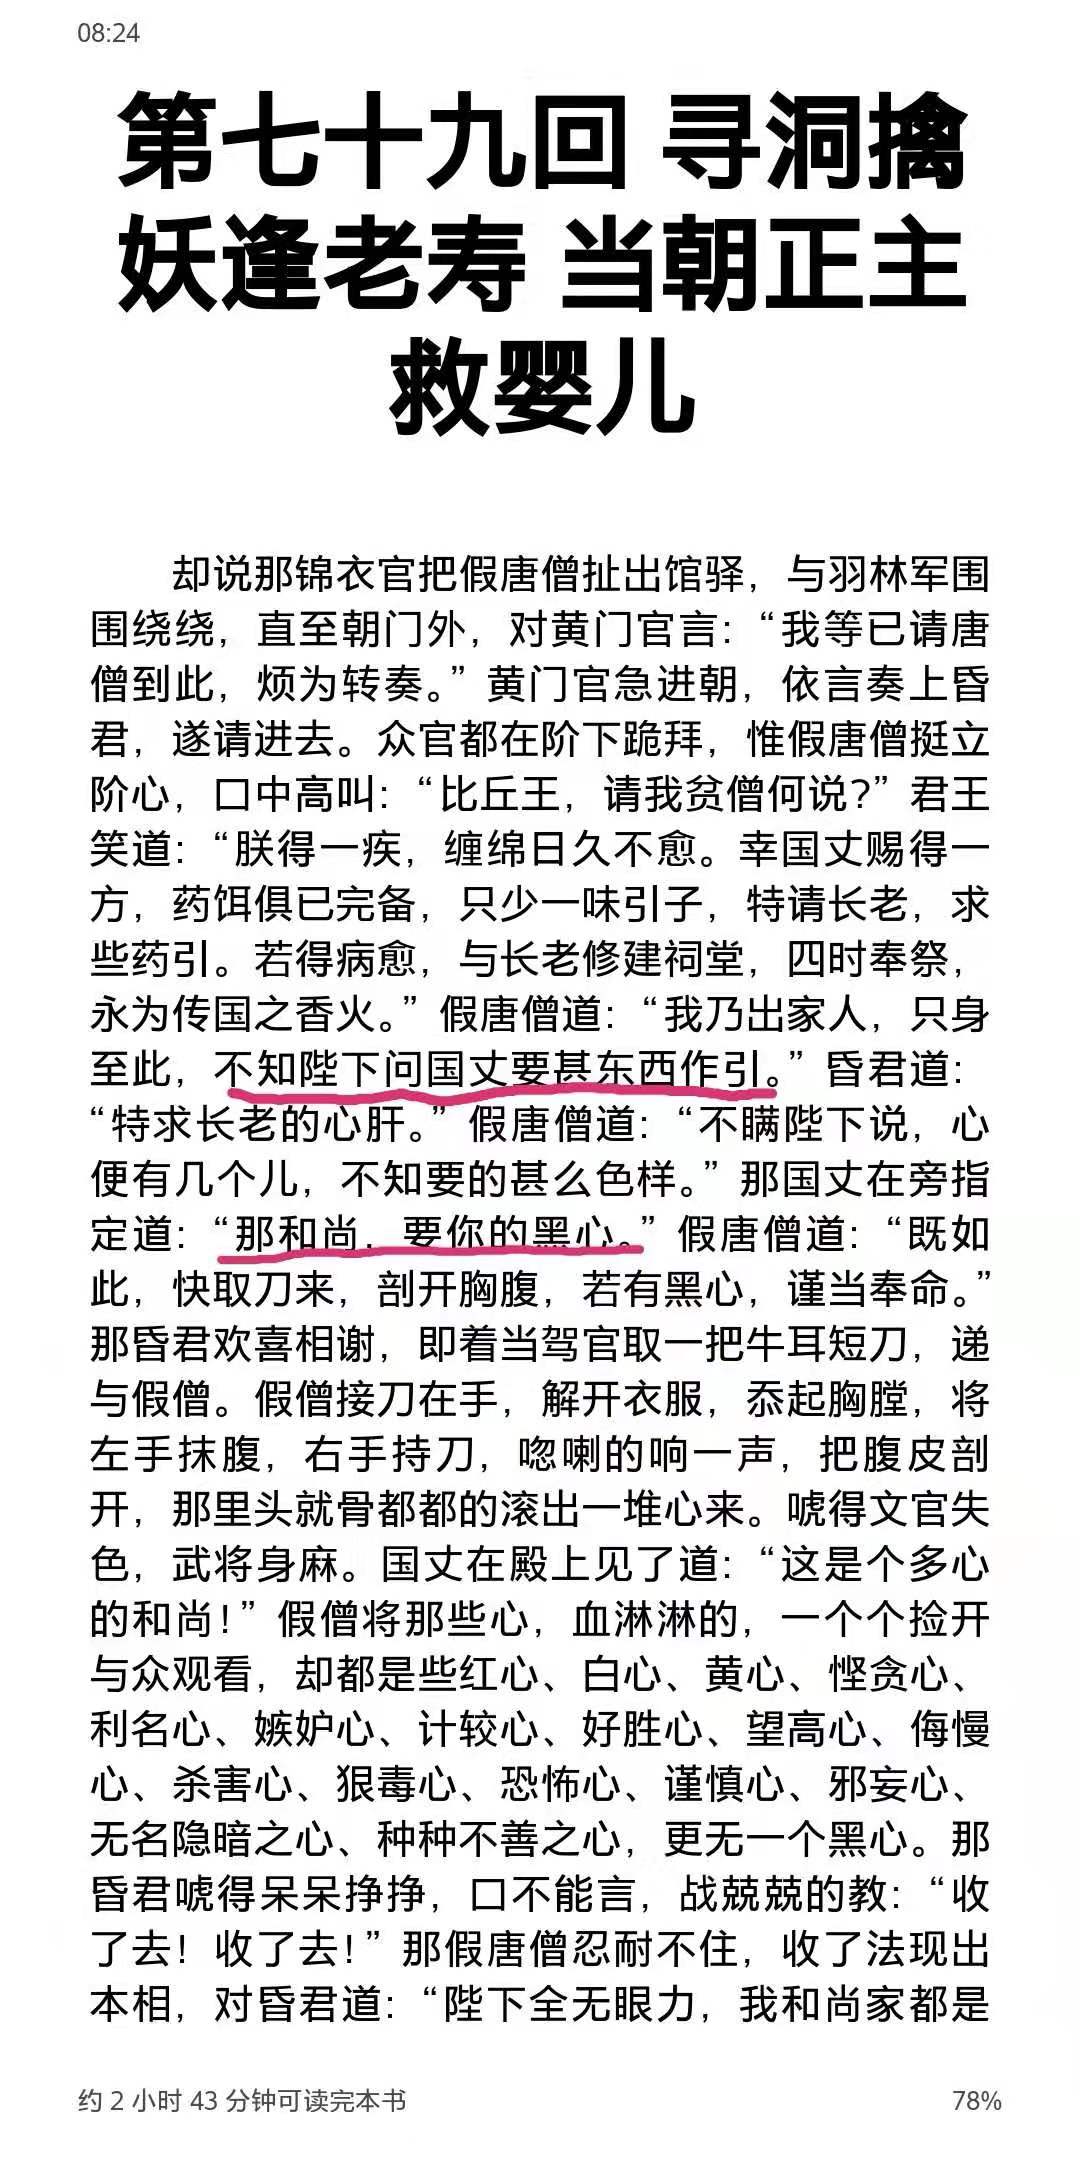 08:24
第七十九回 寻洞擒
妖逢老寿 当朝正主
救婴儿
却说那锦衣官把假唐僧扯出馆驿，与羽林军围
围绕绕，直至朝门外，对黄门官言：“我等已请唐
僧到此，烦为转奏。”黄门官急进朝，依言奏上昏
君，遂请进去。众官都在阶下跪拜，惟假唐僧挺立
阶心，口中高叫：“比丘王，请我贫僧何说？”君王
笑道：“朕得一疾，缠绵日久不愈。幸国丈赐得一
方，药饵俱已完备，只少一味引子，特请长老，求
些药引。若得病愈，与长老修建祠堂，四时奉祭，
永为传国之香火。”假唐僧道：“我乃出家人，只身
至此，不知陛下问国丈要甚东西作引。”昏君道：
“特求长老的心肝。”假唐僧道：“不瞒陛下说，心
便有几个儿，不知要的甚么色样。”那国丈在旁指
定道：“那和尚，要你的黑心。”假唐僧道：“既如
此，快取刀来，剖开胸腹，若有黑心，谨当奉命。”
那昏君欢喜相谢，即着当驾官取一把牛耳短刀，递
与假僧。假僧接刀在手，解开衣服，忝起胸膛，将
左手抹腹，右手持刀，唿喇的响一声，把腹皮剖
开，那里头就骨都都的滚出一堆心来。唬得文官失
色，武将身麻。国丈在殿上见了道：“这是个多心
的和尚！”假僧将那些心，血淋淋的，一个个捡开
与众观看，却都是些红心、白心、黄心、悭贪心、
利名心、嫉妒心、计较心、好胜心、望高心、侮慢
心、杀害心、狠毒心、恐怖心、谨慎心、邪妄心、
无名隐暗之心、种种不善之心，更无一个黑心。那
昏君唬得呆呆挣挣，口不能言，战兢兢的教：“收
了去！收了去！”那假唐僧忍耐不住，收了法现出
本相，对昏君道：“陛下全无眼力，我和尚家都是
约 2 小时 43 分钟可读完本书
78%